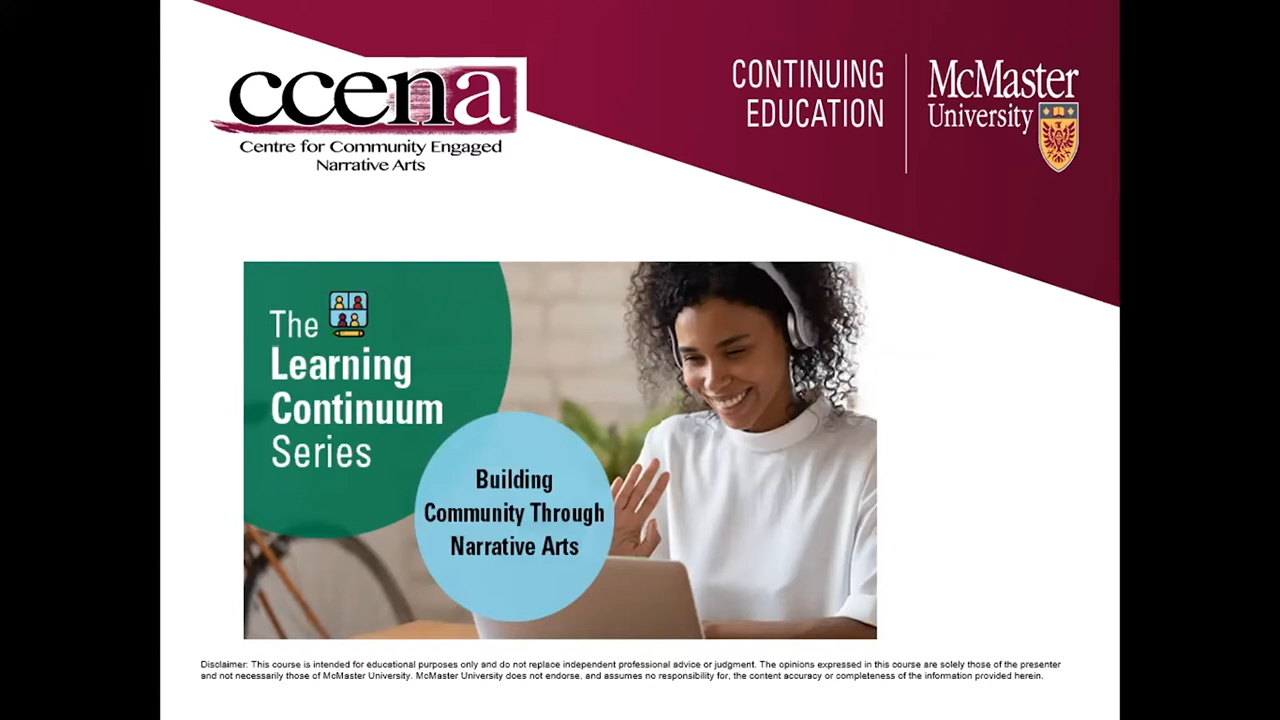 ccena
Centre for Community Engaged
Narrative Arts
CONTINUING
EDUCATION
McMaster
University
The
Learning
Continuum
Series
Building
Community Through
Narrative Arts
Disclaimer: This course is intended for educational purposes only and do not replace independent professional advice or judgment. The opinions expressed in this course are solely those of the presenter
and not necessarily those of McMaster University. McMaster University does not endorse, and assumes no responsibility for, the content accuracy or completeness of the information provided herein.